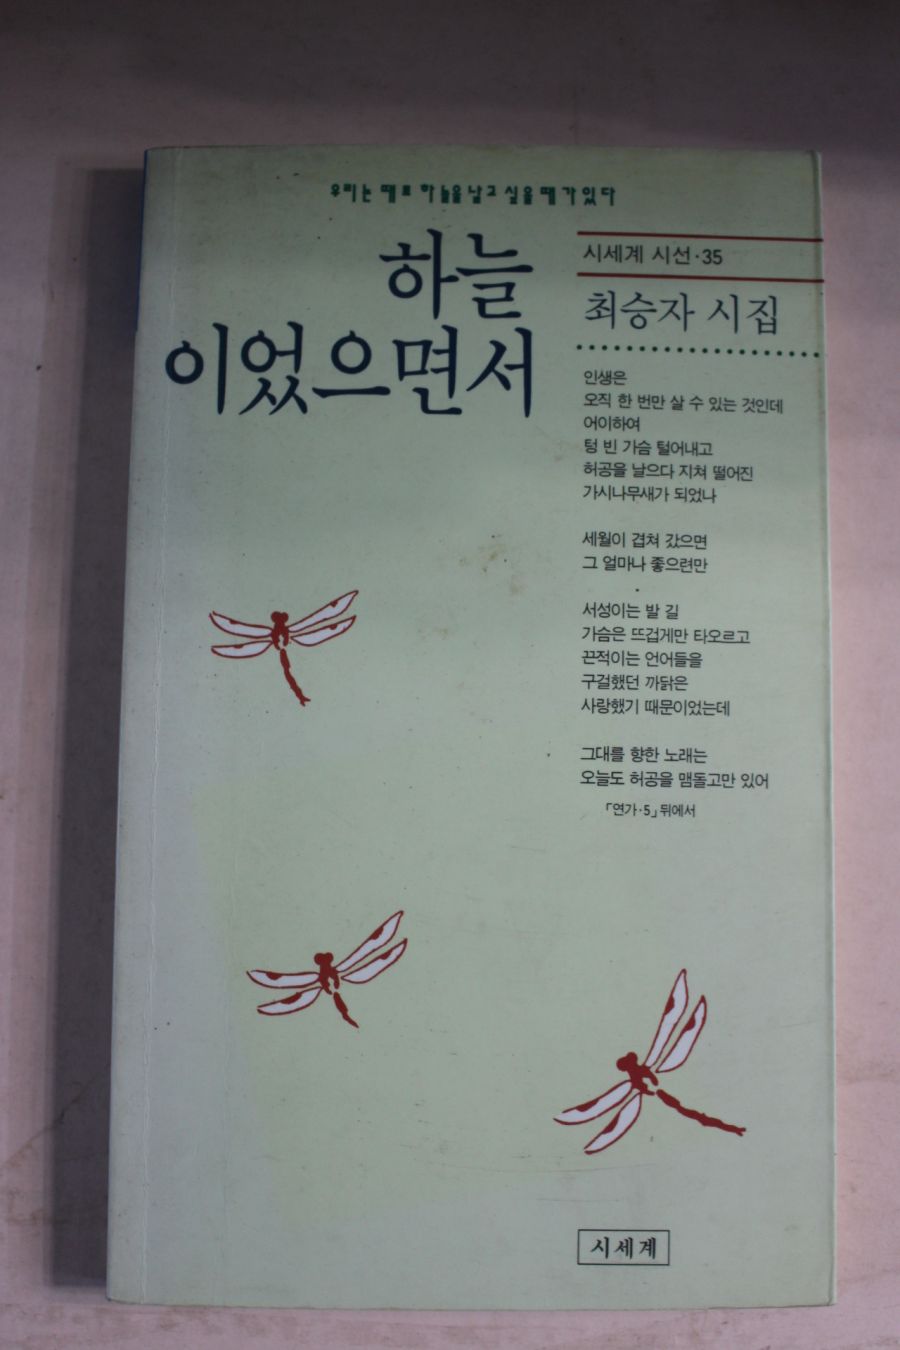 우리는 때로 하늘을 날고 싶을 때가 있다
하늘
이었으면서
시세계 시선·35
최승자 시집
인생은
오직 한 번만 살 수 있는 것인데
어이하여
텅 빈 가슴 털어내고
허공을 날으다 지쳐 떨어진
가시나무새가 되었나
세월이 겹쳐 갔으면
그 얼마나 좋으련만
서성이는 발 길
가슴은 뜨겁게만 타오르고
끈적이는 언어들을
구걸했던 까닭은
사랑했기 때문이었는데
그대를 향한 노래는
오늘도 허공을 맴돌고만 있어
「연가·5」뒤에서
시세계